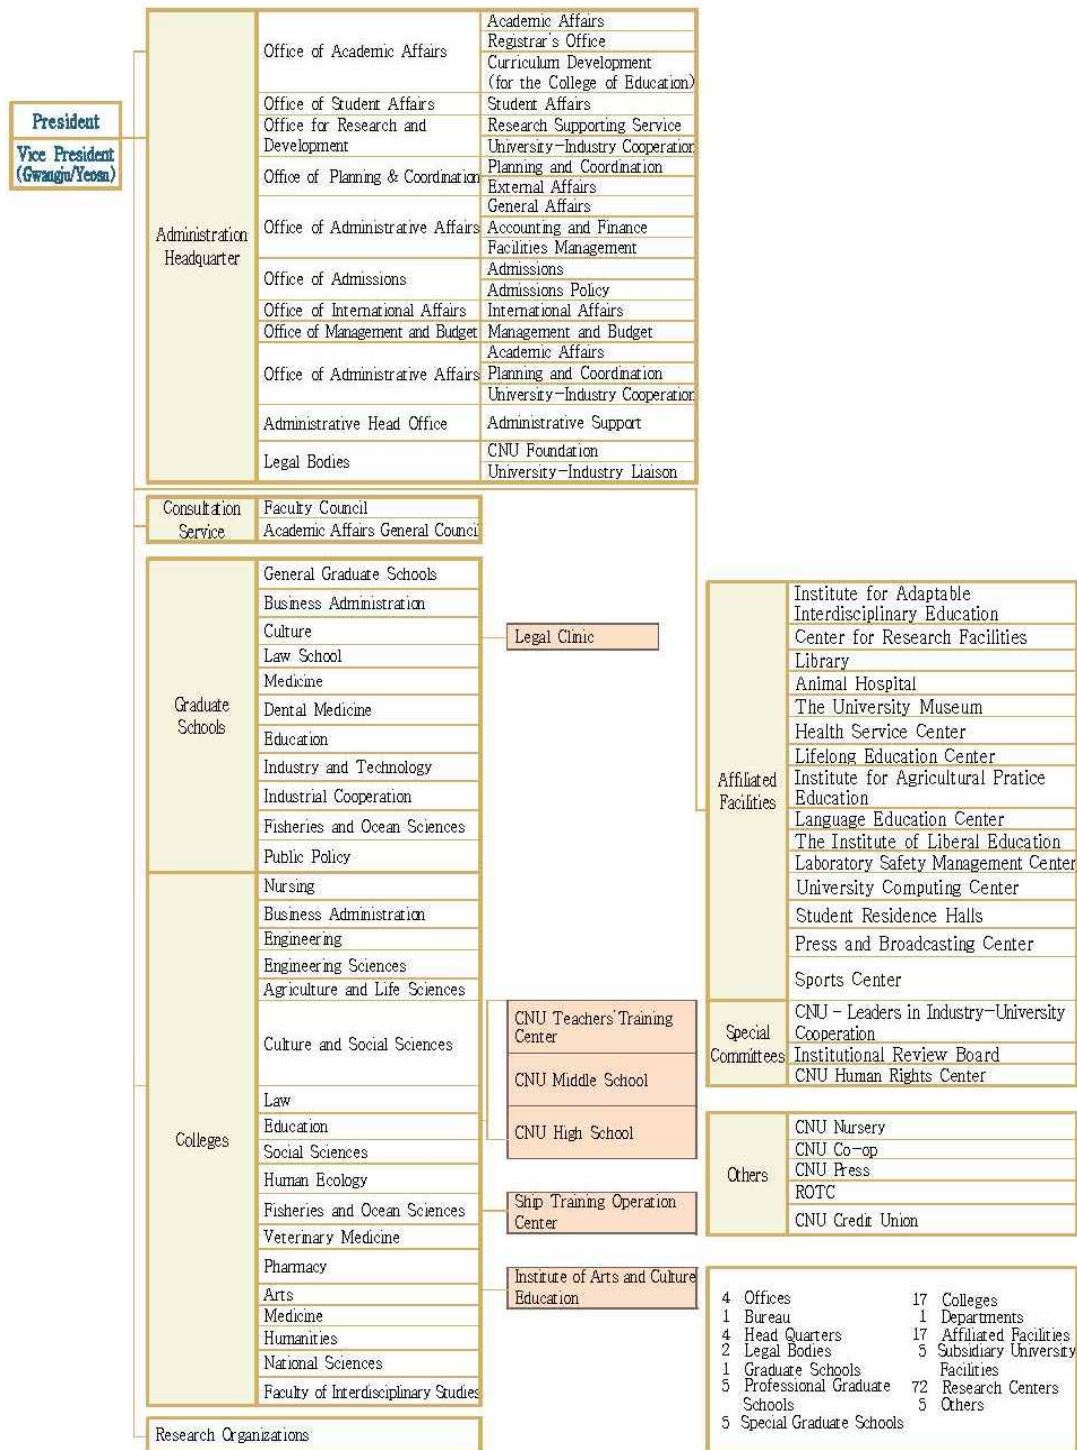 President
Vice President
(Gwangju/Yeosu)
Administration
Headquarter
Office of Academic Affairs
Academic Affairs
Registrar's Office
Curriculum Development
(for the College of Education)
Office of Student Affairs
Student Affairs
Office for Research and
Development
Research Supporting Service
University-Industry Cooperation
Office of Planning & Coordination
Planning and Coordination
External Affairs
Office of Administrative Affairs
General Affairs
Accounting and Finance
Facilities Management
Office of Admissions
Admissions
Admissions Policy
Office of International Affairs
International Affairs
Office of Management and Budget
Management and Budget
Office of Administrative Affairs
Academic Affairs
Planning and Coordination
University-Industry Cooperation
Administrative Head Office
Administrative Support
Legal Bodies
CNU Foundation
University-Industry Liaison
Consultation
Service
Faculty Council
Academic Affairs General Council
Graduate
Schools
General Graduate Schools
Business Administration
Culture
Law School
Medicine
Dental Medicine
Education
Industry and Technology
Industrial Cooperation
Fisheries and Ocean Sciences
Public Policy
Legal Clinic
Colleges
Nursing
Business Administration
Engineering
Engineering Sciences
Agriculture and Life Sciences
Culture and Social Sciences
Law
Education
Social Sciences
Human Ecology
Fisheries and Ocean Sciences
Veterinary Medicine
Pharmacy
Arts
Medicine
Humanities
National Sciences
Faculty of Interdisciplinary Studies
CNU Teachers' Training
Center
CNU Middle School
CNU High School
Ship Training Operation
Center
Institute of Arts and Culture
Education
Research Organizations
Affiliated
Facilities
Institute for Adaptable
Interdisciplinary Education
Center for Research Facilities
Library
Animal Hospital
The University Museum
Health Service Center
Lifelong Education Center
Institute for Agricultural Pratice
Education
Language Education Center
The Institute of Liberal Education
Laboratory Safety Management Center
University Computing Center
Student Residence Halls
Press and Broadcasting Center
Sports Center
Special
Committees
CNU - Leaders in Industry-University
Cooperation
Institutional Review Board
CNU Human Rights Center
Others
CNU Nursery
CNU Co-op
CNU Press
ROTC
CNU Credit Union
4 Offices
1 Bureau
4 Head Quarters
2 Legal Bodies
1 Graduate Schools
5 Professional Graduate
Schools
5 Special Graduate Schools
17 Colleges
1 Departments
17 Affiliated Facilities
5 Subsidiary University
Facilities
72 Research Centers
5 Others